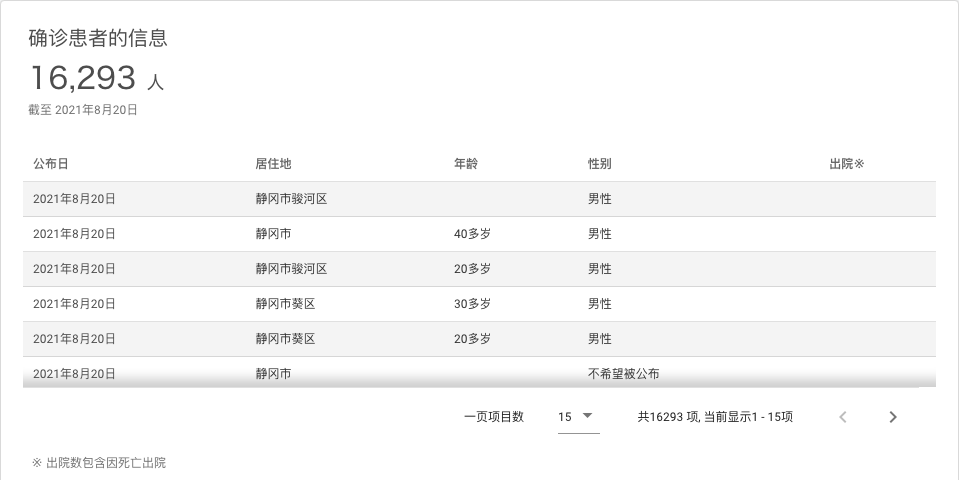 确诊患者的信息
16,293 人
截至 2021年8月20日
公布日 居住地 年龄 性别 出院※
2021年8月20日 静冈市骏河区 男性
2021年8月20日 静冈市 40多岁 男性
2021年8月20日 静冈市骏河区 20多岁 男性
2021年8月20日 静冈市葵区 30多岁 男性
2021年8月20日 静冈市葵区 20多岁 男性
2021年8月20日 静冈市 不希望被公布
一页项目数 15 共16293 项, 当前显示1 - 15项
※ 出院数包含因死亡出院